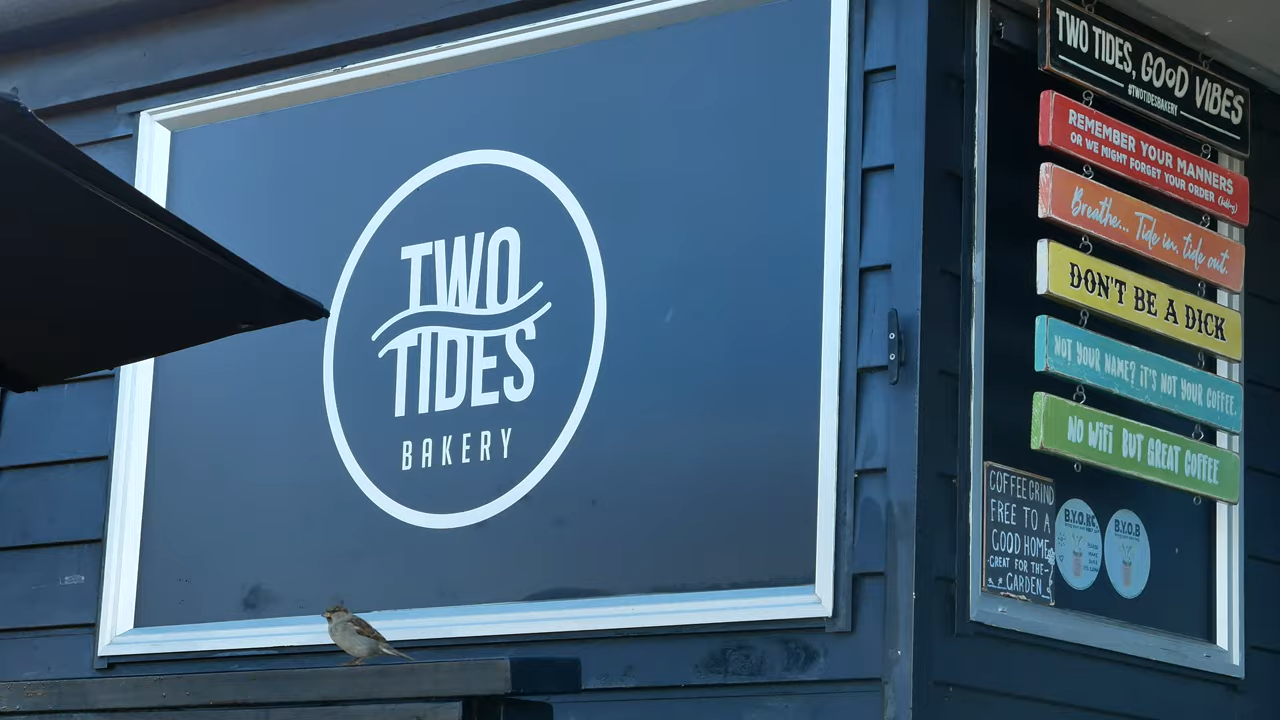 TWO
TIDES
BAKERY
TWO TIDES, GOOD VIBES
#TWOTIDESBAKERY
REMEMBER YOUR MANNERS
OR WE MIGHT FORGET YOUR ORDER
Breathe... Tide in, tide out.
DON'T BE A DICK
NOT YOUR NAME? IT'S NOT YOUR COFFEE.
NO WiFi BUT GREAT COFFEE
COFFEE GRIND
FREE TO A
GOOD HOME
GREAT FOR THE
GARDEN
B.Y.O.KC
B.Y.O.B